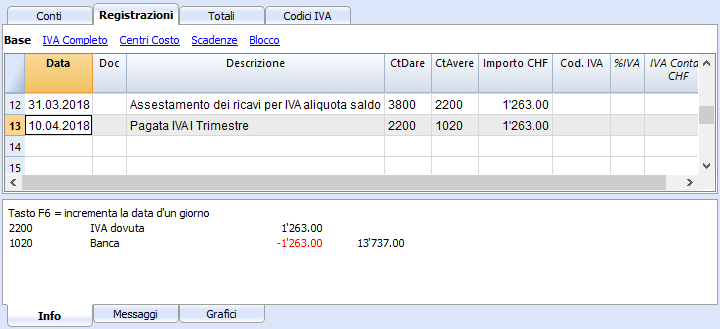 Conti Registrazioni Totali Codici IVA
Base IVA Completo Centri Costo Scadenze Blocco
Data Doc Descrizione CtDare CtAvere Importo CHF Cod. IVA %IVA IVA Conta
CHF
12 31.03.2018 Assestamento dei ricavi per IVA aliquota saldo 3800 2200 1'263.00
13 10.04.2018 Pagata IVA I Trimestre 2200 1020 1'263.00
14
15
Tasto F6 = incrementa la data d'un giorno
2200 IVA dovuta 1'263.00
1020 Banca -1'263.00 13'737.00
Info Messaggi Grafici